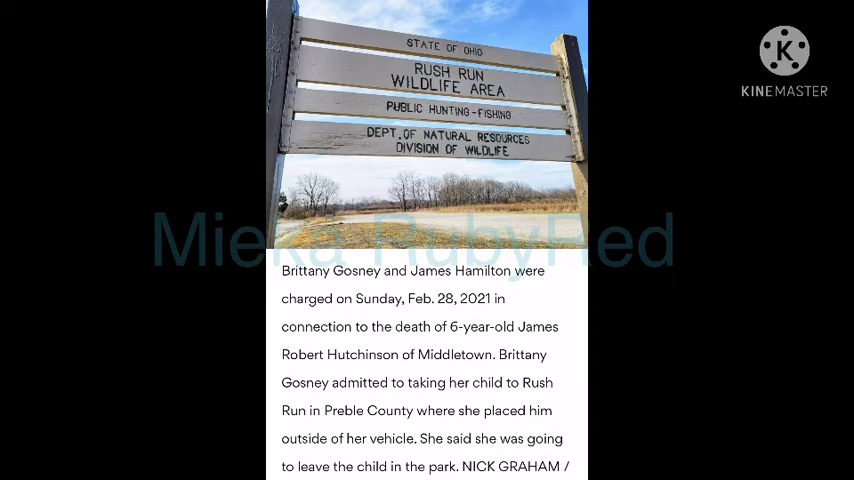 STATE OF OHIO
RUSH RUN
WILDLIFE AREA
PUBLIC HUNTING-FISHING
DEPT. OF NATURAL RESOURCES
DIVISION OF WILDLIFE
KINEMASTER
Mieka RubyRed
Brittany Gosney and James Hamilton were
charged on Sunday, Feb. 28, 2021 in
connection to the death of 6-year-old James
Robert Hutchinson of Middletown. Brittany
Gosney admitted to taking her child to Rush
Run in Preble County where she placed him
outside of her vehicle. She said she was going
to leave the child in the park. NICK GRAHAM /